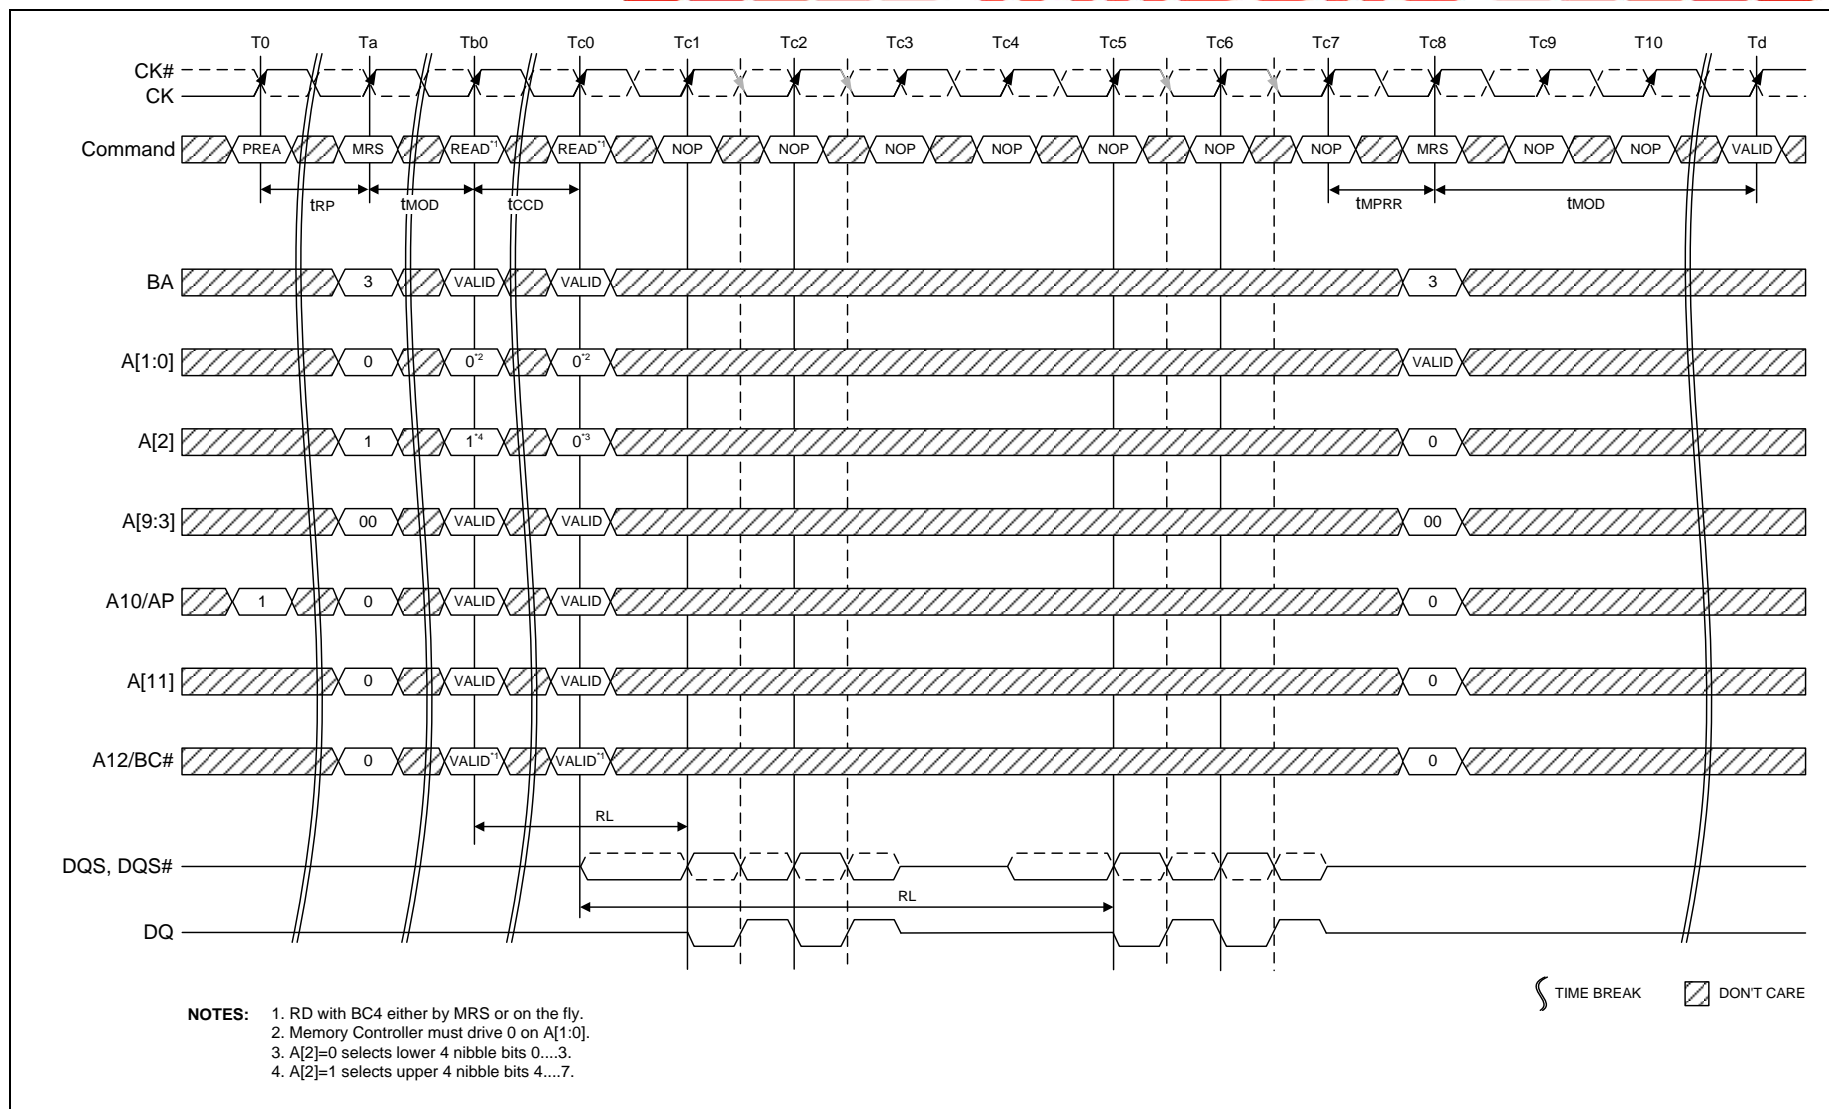 T0 Ta Tb0 Tc0 Tc1 Tc2 Tc3 Tc4 Tc5 Tc6 Tc7 Tc8 Tc9 T10 Td
CK#
CK
Command PREA MRS READ*1 READ*1 NOP NOP NOP NOP NOP NOP NOP MRS NOP NOP VALID
tRP tMOD tCCD tMPRR tMOD
BA 3 VALID VALID 3
A[1:0] 0 0*2 0*2 VALID
A[2] 1 1*4 0*3 0
A[9:3] 00 VALID VALID 00
A10/AP 1 0 VALID VALID 0
A[11] 0 VALID VALID 0
A12/BC# 0 VALID*1 VALID*1 0
RL
DQS, DQS#
RL
DQ
TIME BREAK DON'T CARE
NOTES: 1. RD with BC4 either by MRS or on the fly.
2. Memory Controller must drive 0 on A[1:0].
3. A[2]=0 selects lower 4 nibble bits 0....3.
4. A[2]=1 selects upper 4 nibble bits 4....7.